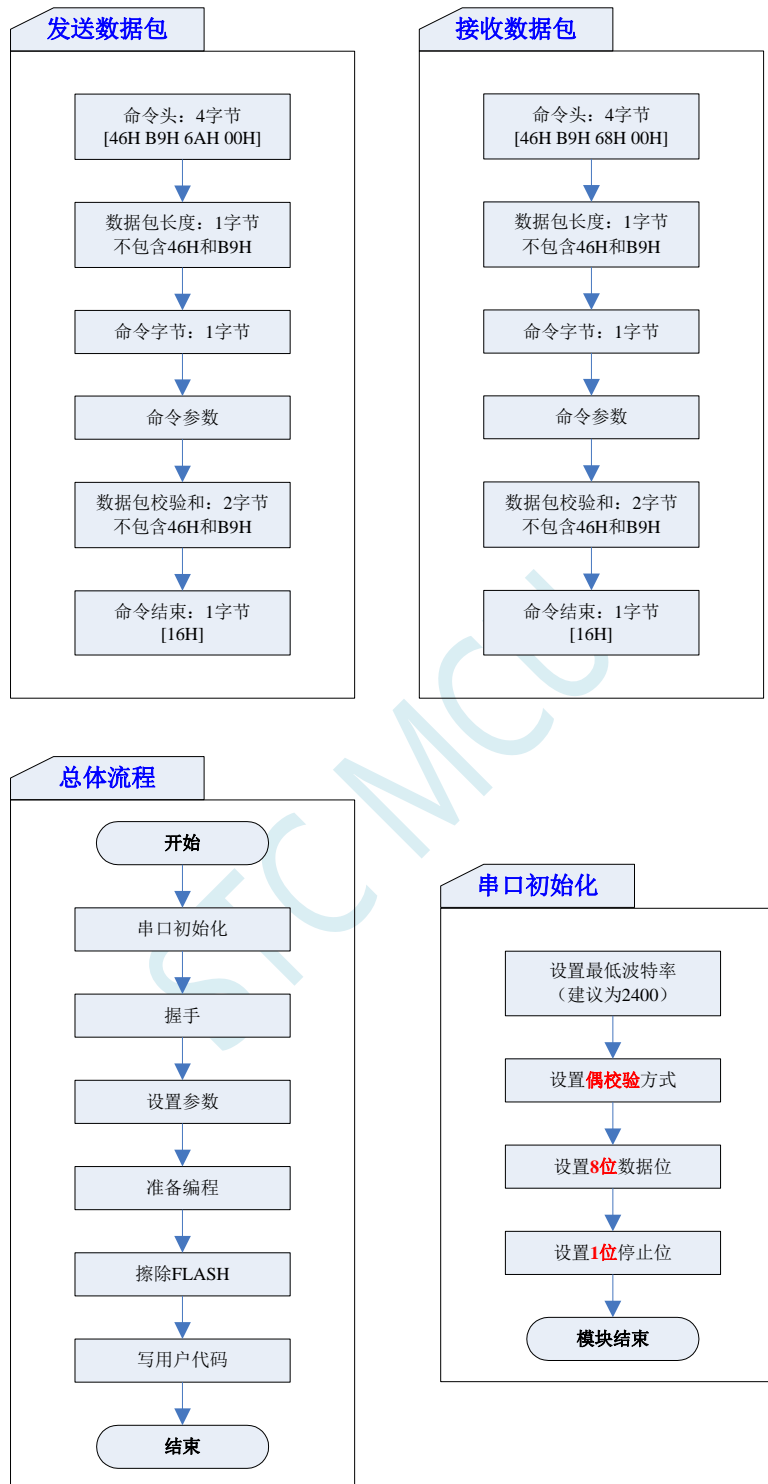 发送数据包
命令头：4字节
[46H B9H 6AH 00H]
数据包长度：1字节
不包含46H和B9H
命令字节：1字节
命令参数
数据包校验和：2字节
不包含46H和B9H
命令结束：1字节
[16H]
接收数据包
命令头：4字节
[46H B9H 68H 00H]
数据包长度：1字节
不包含46H和B9H
命令字节：1字节
命令参数
数据包校验和：2字节
不包含46H和B9H
命令结束：1字节
[16H]
总体流程
开始
串口初始化
握手
设置参数
准备编程
擦除FLASH
写用户代码
结束
串口初始化
设置最低波特率
（建议为2400）
设置偶校验方式
设置8位数据位
设置1位停止位
模块结束
STC MCU